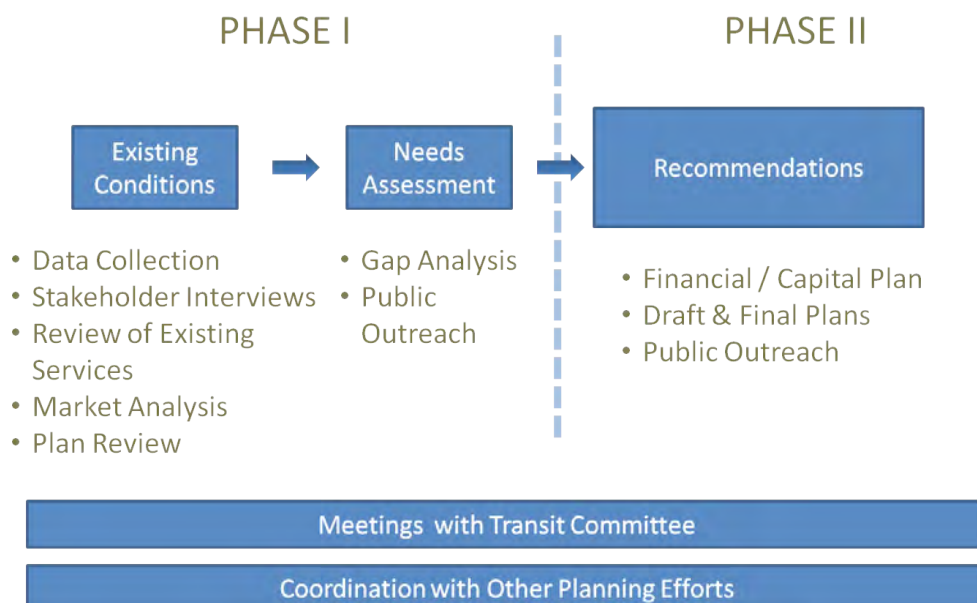 PHASE I
PHASE II
Existing
Conditions
Needs
Assessment
Recommendations
• Data Collection
• Stakeholder Interviews
• Review of Existing
Services
• Market Analysis
• Plan Review
• Gap Analysis
• Public
Outreach
• Financial / Capital Plan
• Draft & Final Plans
• Public Outreach
Meetings with Transit Committee
Coordination with Other Planning Efforts